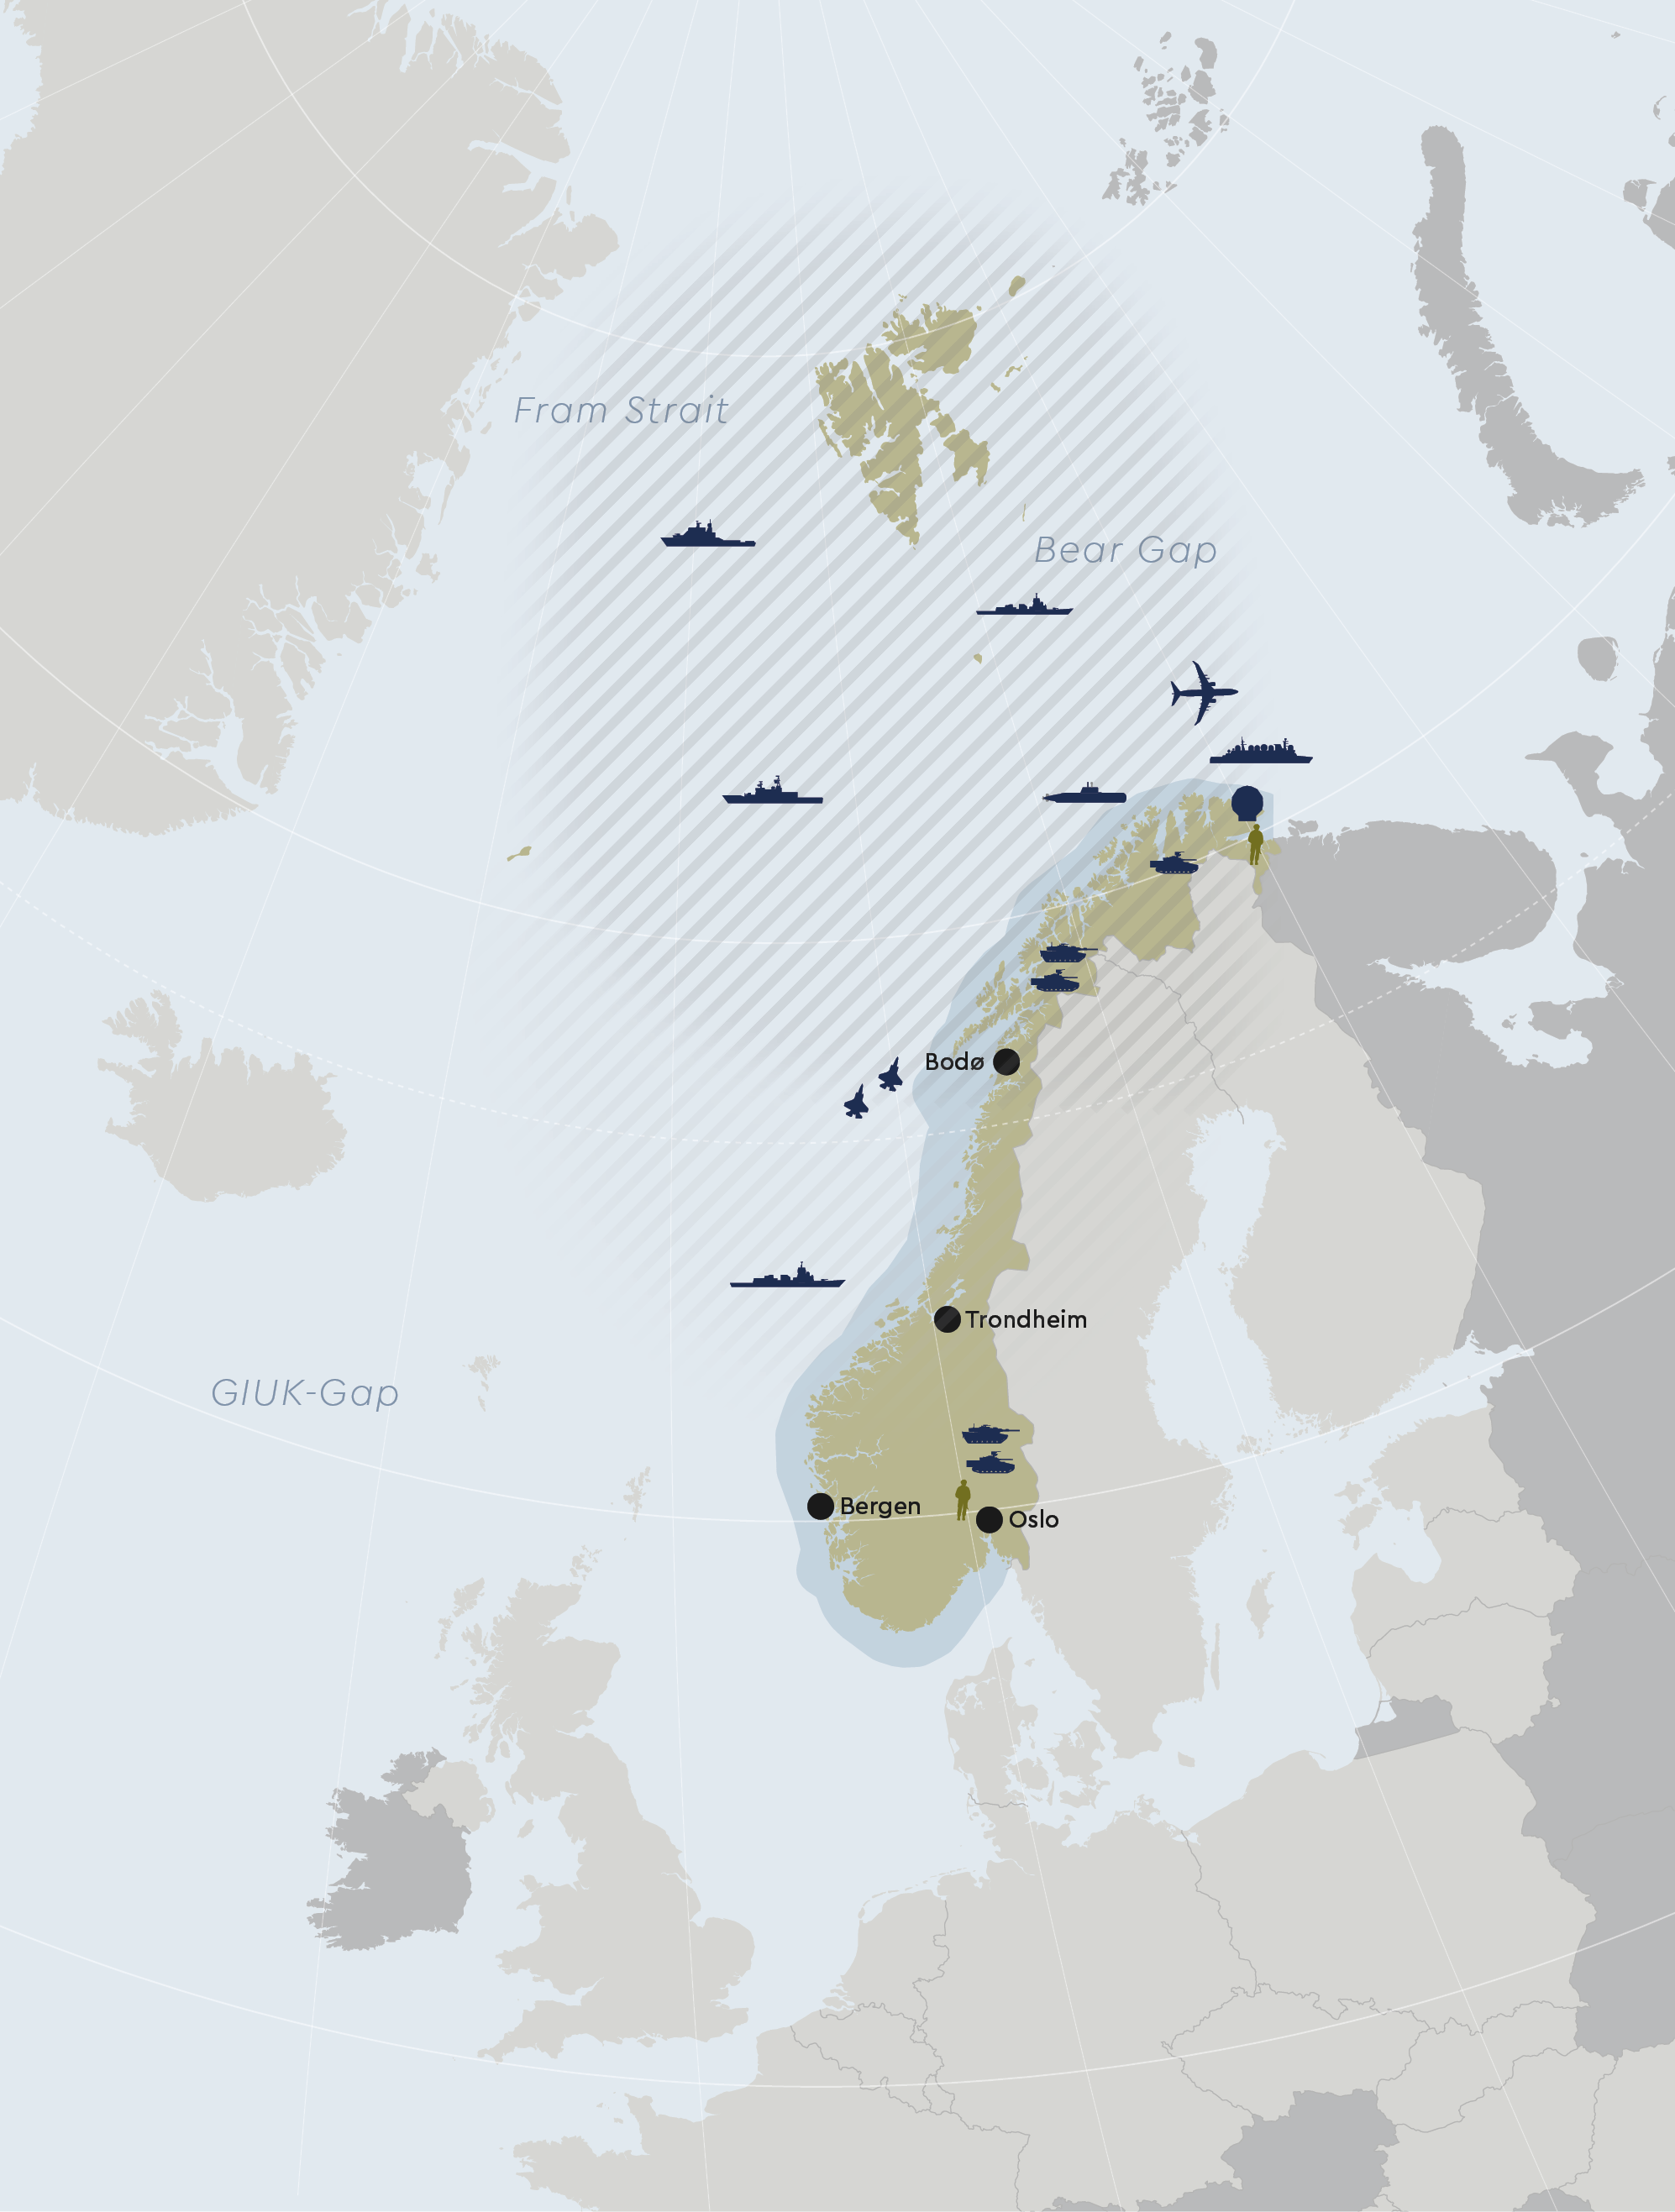 Fram Strait
Bear Gap
Bodø
Trondheim
GIUK-Gap
Bergen
Oslo